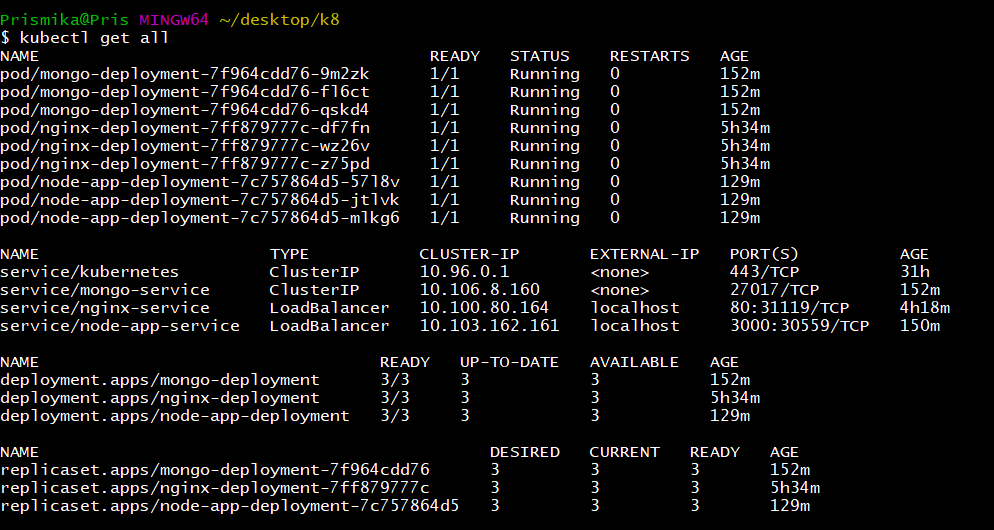 Prismika@Pris MINGW64 ~/desktop/k8
$ kubectl get all
NAME READY STATUS RESTARTS AGE
pod/mongo-deployment-7f964cdd76-9m2zk 1/1 Running 0 152m
pod/mongo-deployment-7f964cdd76-fl6ct 1/1 Running 0 152m
pod/mongo-deployment-7f964cdd76-qskd4 1/1 Running 0 152m
pod/nginx-deployment-7ff879777c-df7fn 1/1 Running 0 5h34m
pod/nginx-deployment-7ff879777c-wz26v 1/1 Running 0 5h34m
pod/nginx-deployment-7ff879777c-z75pd 1/1 Running 0 5h34m
pod/node-app-deployment-7c757864d5-57l8v 1/1 Running 0 129m
pod/node-app-deployment-7c757864d5-jtlvk 1/1 Running 0 129m
pod/node-app-deployment-7c757864d5-mlkg6 1/1 Running 0 129m
NAME TYPE CLUSTER-IP EXTERNAL-IP PORT(S) AGE
service/kubernetes ClusterIP 10.96.0.1 <none> 443/TCP 31h
service/mongo-service ClusterIP 10.106.8.160 <none> 27017/TCP 152m
service/nginx-service LoadBalancer 10.100.80.164 localhost 80:31119/TCP 4h18m
service/node-app-service LoadBalancer 10.103.162.161 localhost 3000:30559/TCP 150m
NAME READY UP-TO-DATE AVAILABLE AGE
deployment.apps/mongo-deployment 3/3 3 3 152m
deployment.apps/nginx-deployment 3/3 3 3 5h34m
deployment.apps/node-app-deployment 3/3 3 3 129m
NAME DESIRED CURRENT READY AGE
replicaset.apps/mongo-deployment-7f964cdd76 3 3 3 152m
replicaset.apps/nginx-deployment-7ff879777c 3 3 3 5h34m
replicaset.apps/node-app-deployment-7c757864d5 3 3 3 129m